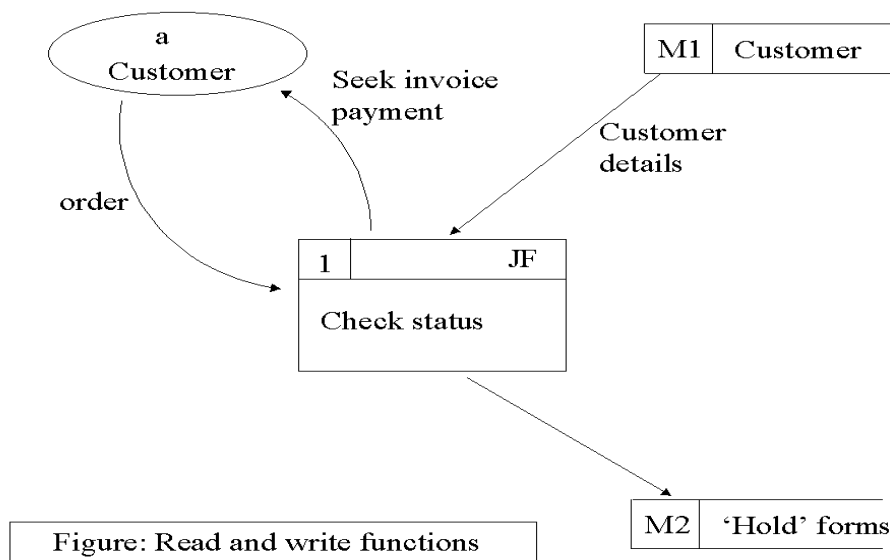 a
Customer
Seek invoice
payment
M1 Customer
Customer
details
order
1 JF
Check status
M2 ‘Hold’ forms
Figure: Read and write functions